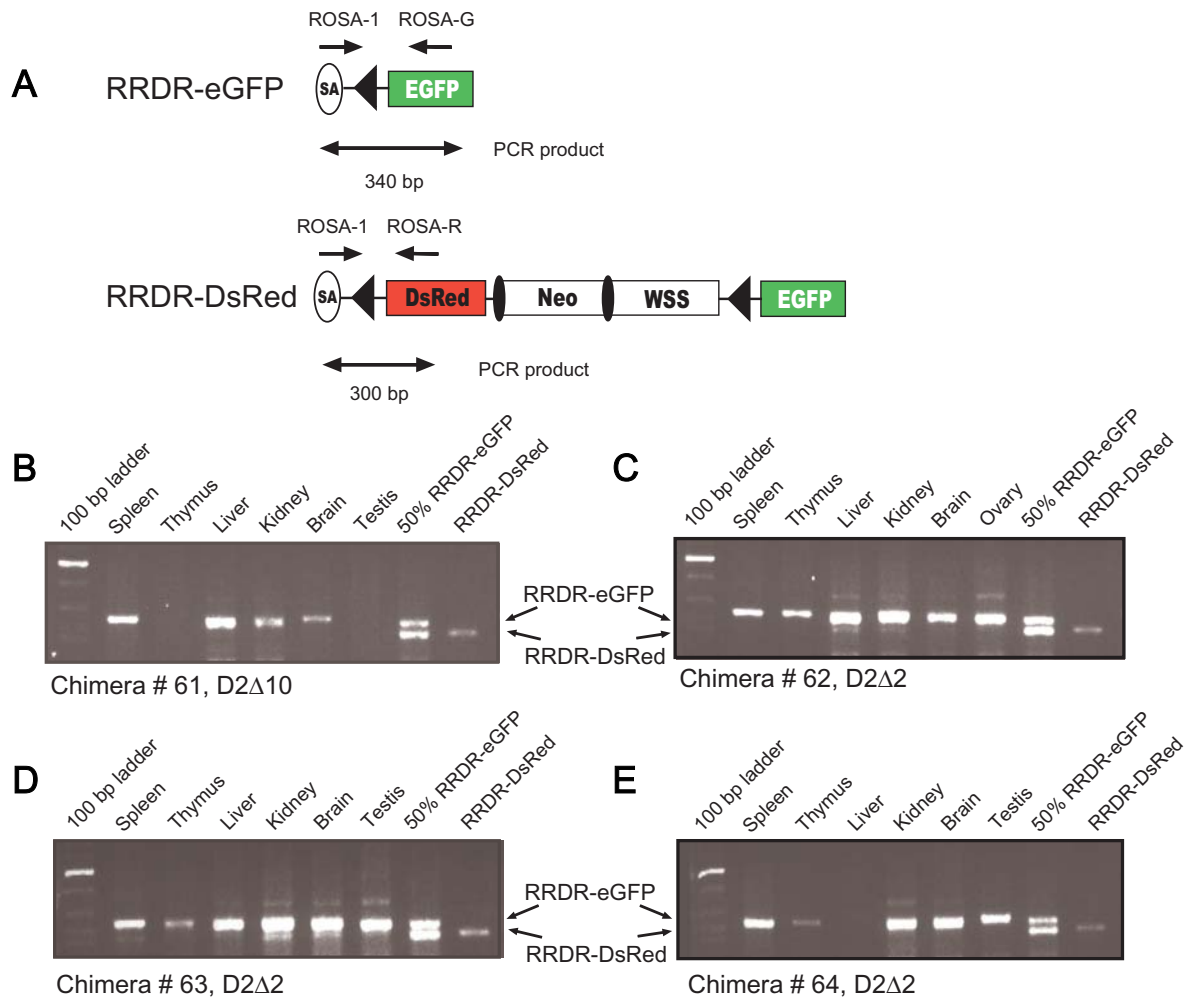 A
ROSA-1 ROSA-G
RRDR-eGFP
SA
EGFP
PCR product
340 bp
ROSA-1 ROSA-R
RRDR-DsRed
SA
DsRed
Neo
WSS
EGFP
PCR product
300 bp
B
100 bp ladder
Spleen
Thymus
Liver
Kidney
Brain
Testis
50% RRDR-eGFP
RRDR-DsRed
Chimera # 61, D2Δ10
C
100 bp ladder
Spleen
Thymus
Liver
Kidney
Brain
Ovary
50% RRDR-eGFP
RRDR-DsRed
RRDR-eGFP
RRDR-DsRed
Chimera # 62, D2Δ2
D
100 bp ladder
Spleen
Thymus
Liver
Kidney
Brain
Testis
50% RRDR-eGFP
RRDR-DsRed
Chimera # 63, D2Δ2
E
100 bp ladder
Spleen
Thymus
Liver
Kidney
Brain
Testis
50% RRDR-eGFP
RRDR-DsRed
RRDR-eGFP
RRDR-DsRed
Chimera # 64, D2Δ2